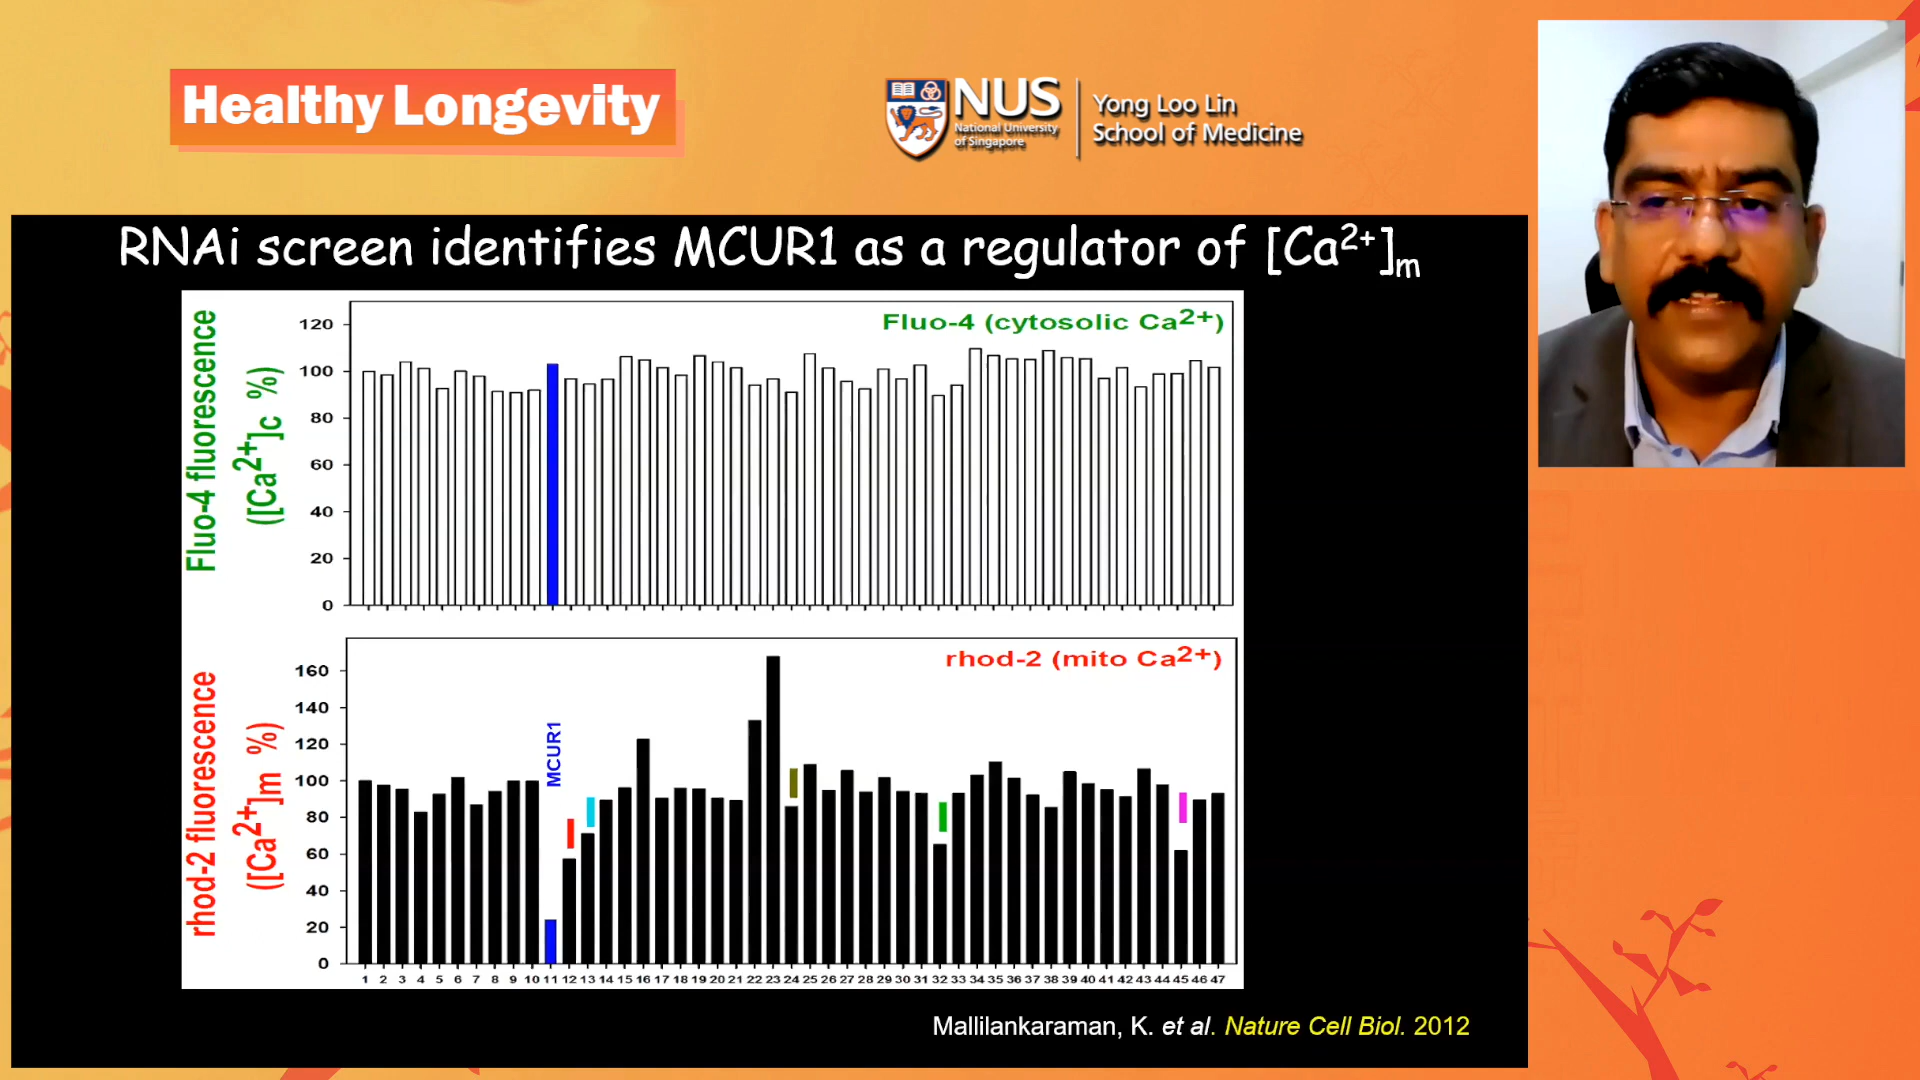 Healthy Longevity
NUS
National University
of Singapore
Yong Loo Lin
School of Medicine
RNAi screen identifies MCUR1 as a regulator of [Ca²⁺]ₘ
Fluo-4 fluorescence
([Ca²⁺]c %)
Fluo-4 (cytosolic Ca²⁺)
120
100
80
60
40
20
0
rhod-2 fluorescence
([Ca²⁺]m %)
rhod-2 (mito Ca²⁺)
160
140
120
100
80
60
40
20
0
MCUR1
1 2 3 4 5 6 7 8 9 10 11 12 13 14 15 16 17 18 19 20 21 22 23 24 25 26 27 28 29 30 31 32 33 34 35 36 37 38 39 40 41 42 43 44 45 46 47
Mallilankaraman, K. et al. Nature Cell Biol. 2012